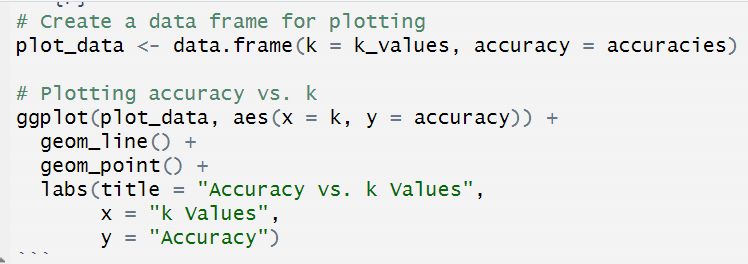 # Create a data frame for plotting
plot_data <- data.frame(k = k_values, accuracy = accuracies)

# Plotting accuracy vs. k
ggplot(plot_data, aes(x = k, y = accuracy)) +
  geom_line() +
  geom_point() +
  labs(title = "Accuracy vs. k Values",
       x = "k Values",
       y = "Accuracy")
```